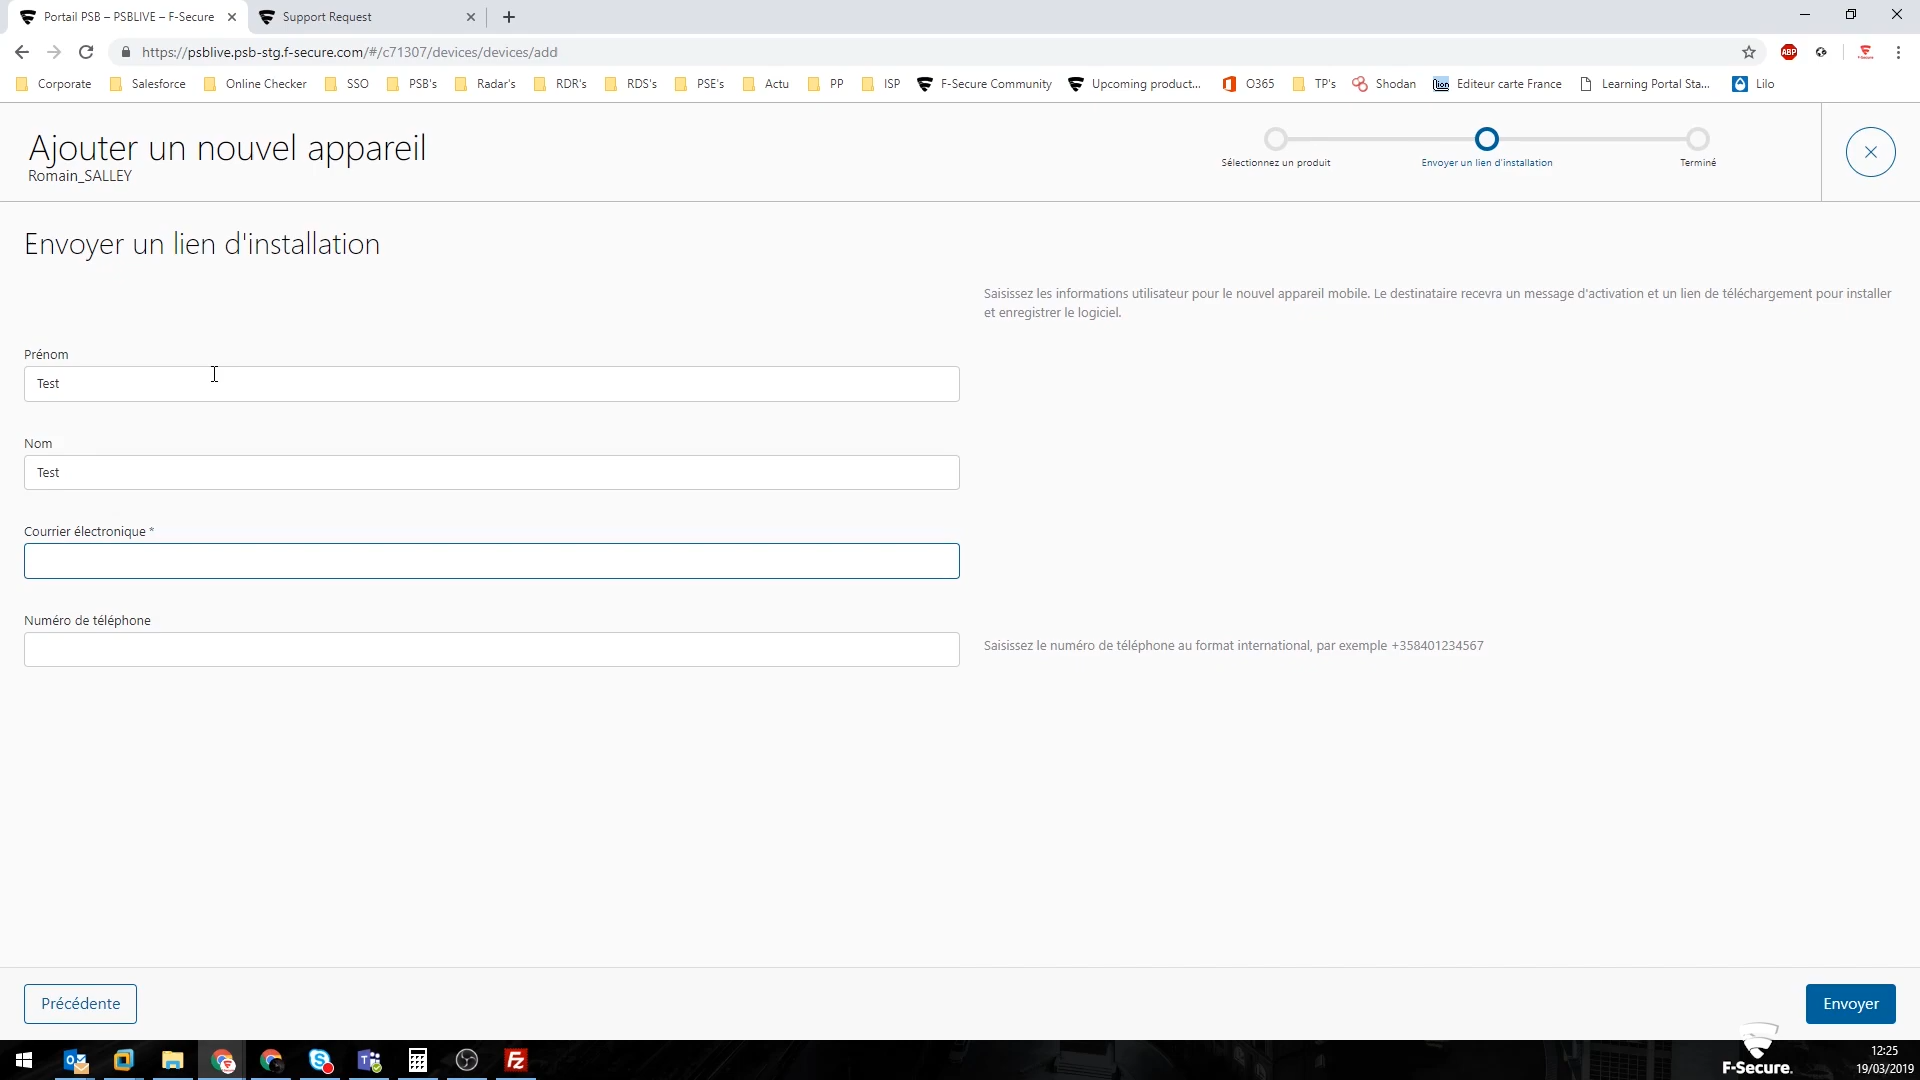 Portail PSB – PSBLIVE – F-Secure
Support Request
https://psblive.psb-stg.f-secure.com/#/c71307/devices/devices/add
ABP
Corporate
Salesforce
Online Checker
SSO
PSB's
Radar's
RDR's
RDS's
PSE's
Actu
PP
ISP
F-Secure Community
Upcoming product...
O365
TP's
Shodan
lion
Editeur carte France
Learning Portal Sta...
Lilo
Ajouter un nouvel appareil
Romain_SALLEY
Sélectionnez un produit
Envoyer un lien d'installation
Terminé
Envoyer un lien d'installation
Saisissez les informations utilisateur pour le nouvel appareil mobile. Le destinataire recevra un message d'activation et un lien de téléchargement pour installer
et enregistrer le logiciel.
Prénom
Test
Nom
Test
Courrier électronique *
Numéro de téléphone
Saisissez le numéro de téléphone au format international, par exemple +358401234567
Précédente
Envoyer
F-Secure.
12:25
19/03/2019